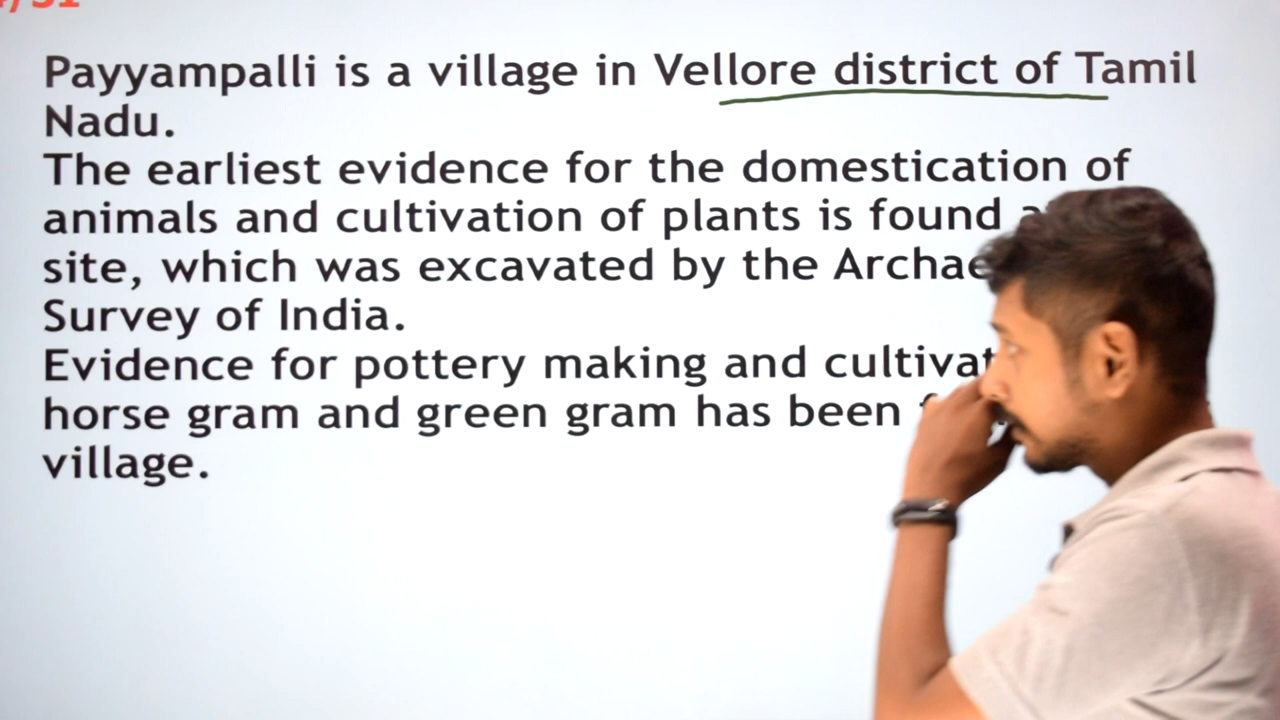 Payyampalli is a village in Vellore district of Tamil
Nadu.
The earliest evidence for the domestication of
animals and cultivation of plants is found
site, which was excavated by the
Survey of India.
Evidence for pottery making and
horse gram and green gram has been
village.